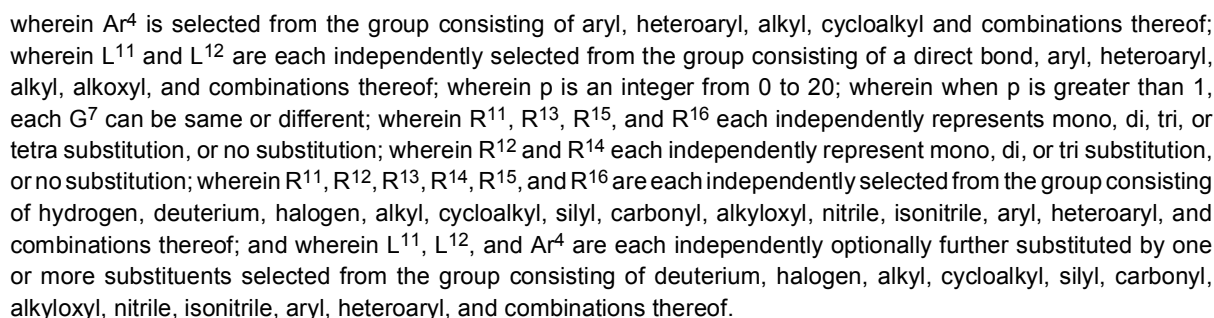 wherein Ar⁴ is selected from the group consisting of aryl, heteroaryl, alkyl, cycloalkyl and combinations thereof;
wherein L¹¹ and L¹² are each independently selected from the group consisting of a direct bond, aryl, heteroaryl,
alkyl, alkoxyl, and combinations thereof; wherein p is an integer from 0 to 20; wherein when p is greater than 1,
each G⁷ can be same or different; wherein R¹¹, R¹³, R¹⁵, and R¹⁶ each independently represents mono, di, tri, or
tetra substitution, or no substitution; wherein R¹² and R¹⁴ each independently represent mono, di, or tri substitution,
or no substitution; wherein R¹¹, R¹², R¹³, R¹⁴, R¹⁵, and R¹⁶ are each independently selected from the group consisting
of hydrogen, deuterium, halogen, alkyl, cycloalkyl, silyl, carbonyl, alkyloxyl, nitrile, isonitrile, aryl, heteroaryl, and
combinations thereof; and wherein L¹¹, L¹², and Ar⁴ are each independently optionally further substituted by one
or more substituents selected from the group consisting of deuterium, halogen, alkyl, cycloalkyl, silyl, carbonyl,
alkyloxyl, nitrile, isonitrile, aryl, heteroaryl, and combinations thereof.